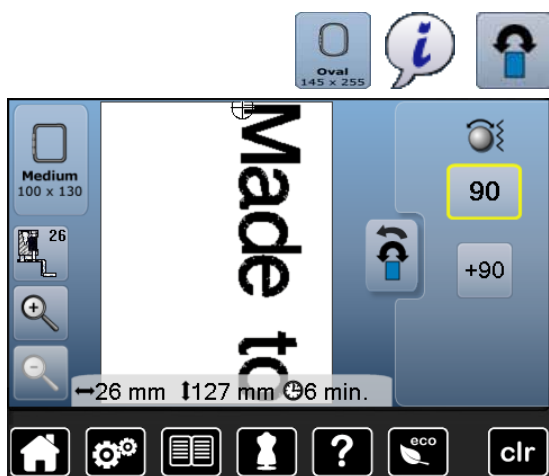 Oval
145 x 255
i
Medium
100 x 130
26
Made to
90
+90
26 mm 127 mm 6 min.
?
eco
clr